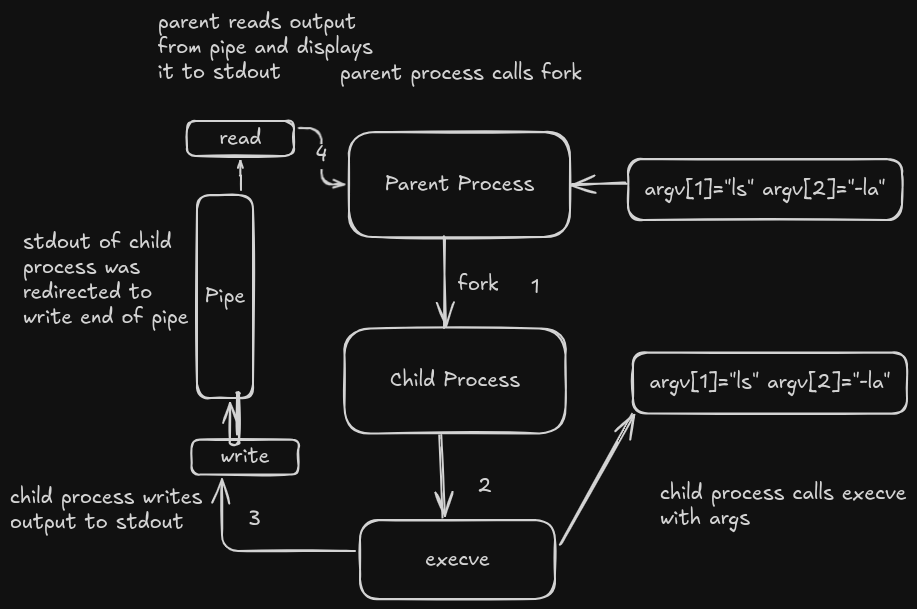 parent reads output
from pipe and displays
it to stdout
parent process calls fork
read
4
Parent Process
argv[1]="ls" argv[2]="-la"
stdout of child
process was
redirected to
write end of pipe
Pipe
fork
1
Child Process
argv[1]="ls" argv[2]="-la"
write
child process writes
output to stdout
3
2
execve
child process calls execve
with args